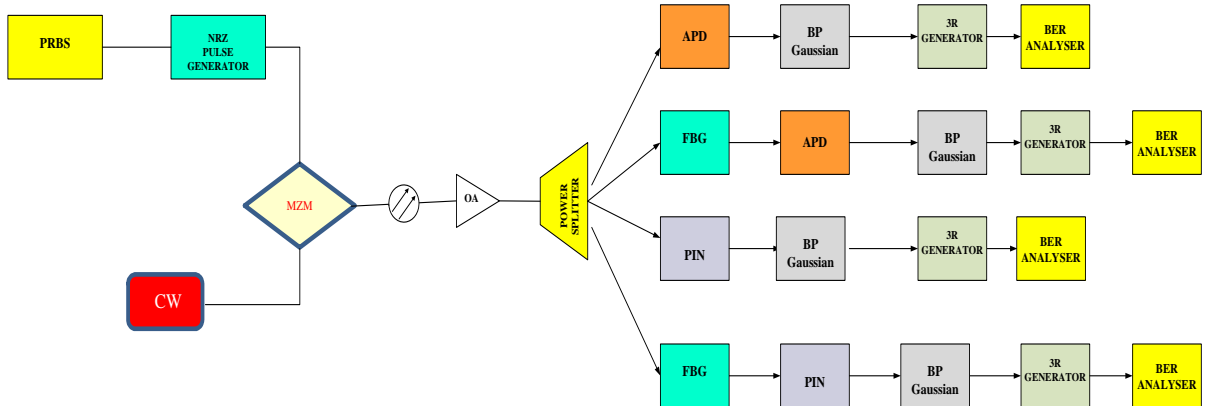 PRBS
NRZ
PULSE
GENERATOR
MZM
CW
OA
POWER
SPLITTER
APD
BP
Gaussian
3R
GENERATOR
BER
ANALYSER
FBG
APD
BP
Gaussian
3R
GENERATOR
BER
ANALYSER
PIN
BP
Gaussian
3R
GENERATOR
BER
ANALYSER
FBG
PIN
BP
Gaussian
3R
GENERATOR
BER
ANALYSER